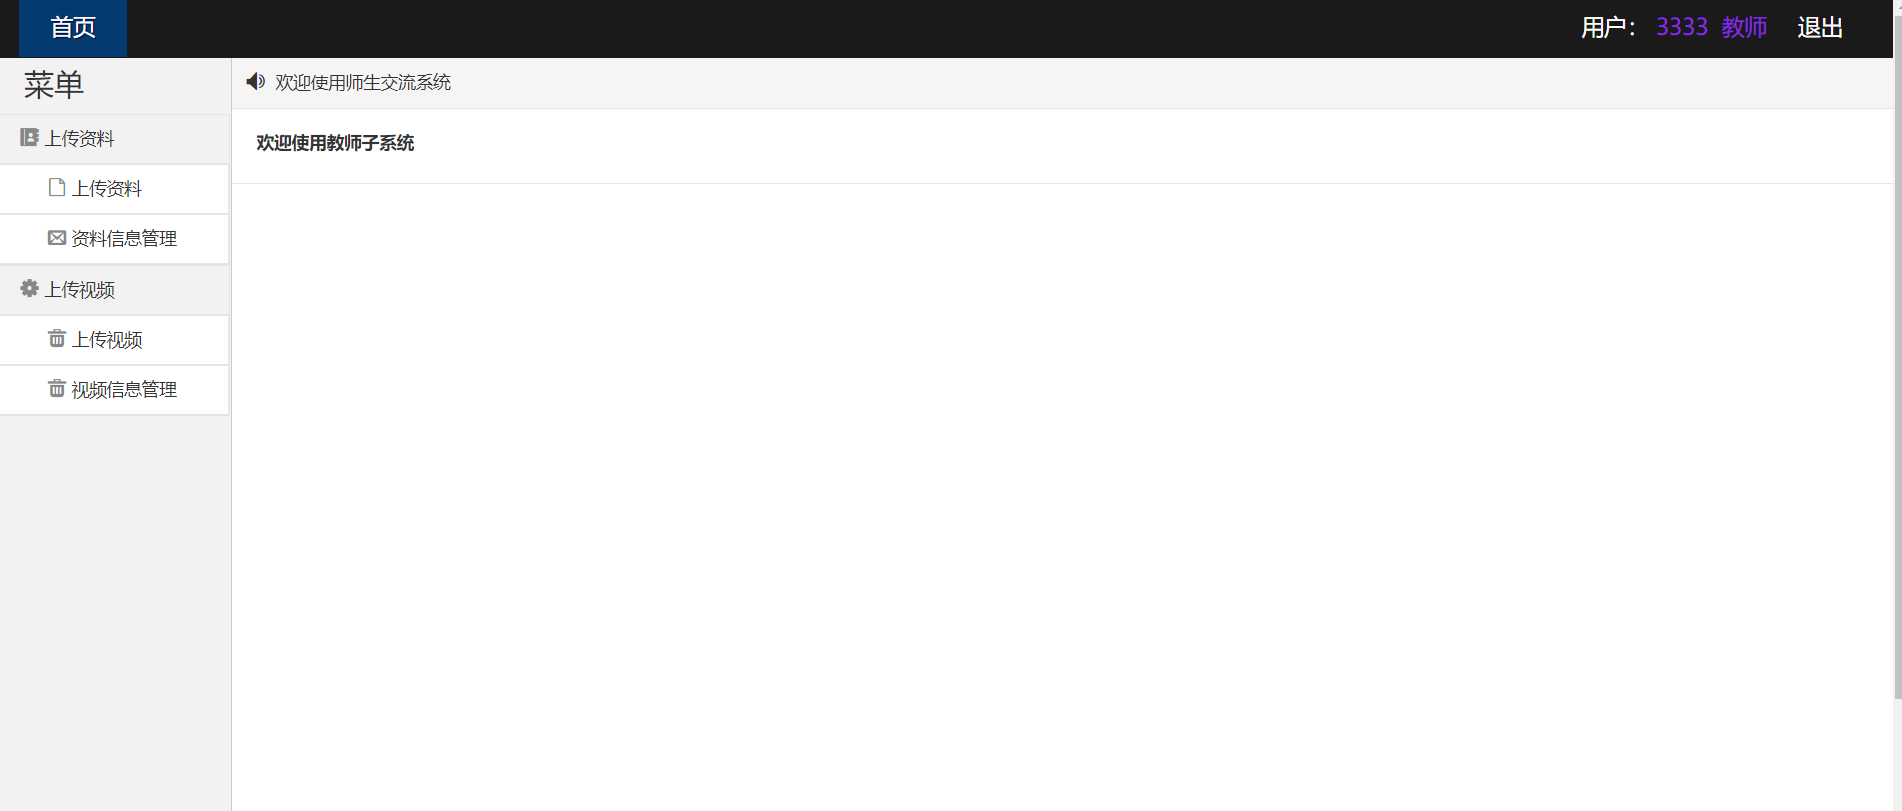 首页
用户： 3333 教师 退出
菜单
欢迎使用师生交流系统
上传资料
欢迎使用教师子系统
上传资料
资料信息管理
上传视频
上传视频
视频信息管理